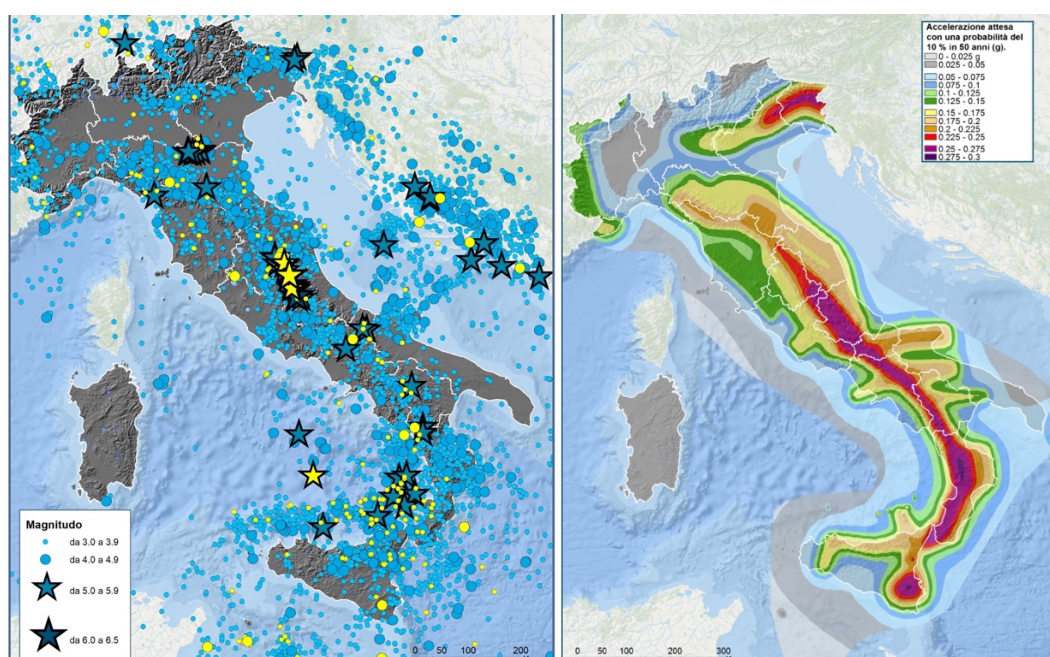 Magnitudo
da 3.0 a 3.9
da 4.0 a 4.9
da 5.0 a 5.9
da 6.0 a 6.5
0 50 100 200
Accelerazione attesa
con una probabilità del
10 % in 50 anni (g).
0 - 0.025 g
0.025 - 0.05
0.05 - 0.075
0.075 - 0.1
0.1 - 0.125
0.125 - 0.15
0.15 - 0.175
0.175 - 0.2
0.2 - 0.225
0.225 - 0.25
0.25 - 0.275
0.275 - 0.3
0 50 100 200